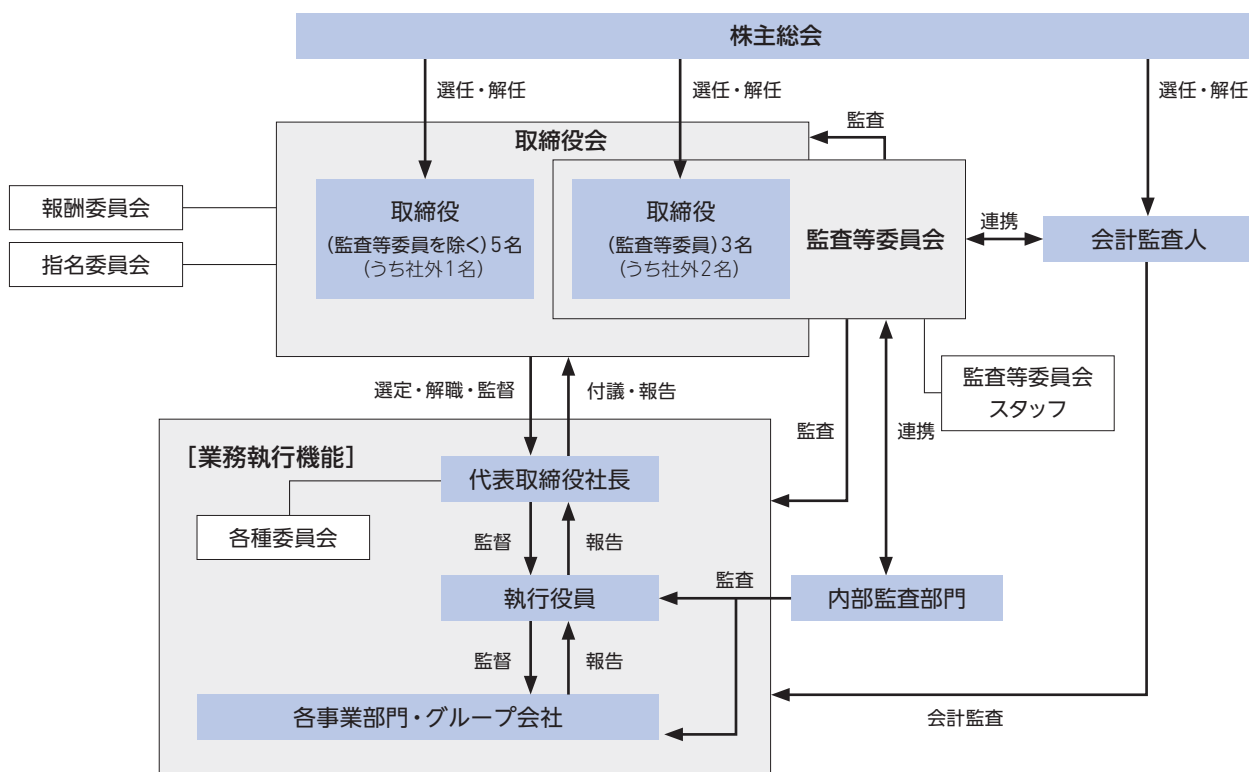 株主総会
選任・解任
選任・解任
選任・解任
取締役会
監査
報酬委員会
指名委員会
取締役
(監査等委員を除く)5名
(うち社外1名)
取締役
(監査等委員)3名
(うち社外2名)
監査等委員会
連携
会計監査人
選定・解職・監督
付議・報告
監査
連携
監査等委員会
スタッフ
[業務執行機能]
代表取締役社長
各種委員会
監督
報告
執行役員
監査
内部監査部門
監督
報告
各事業部門・グループ会社
会計監査